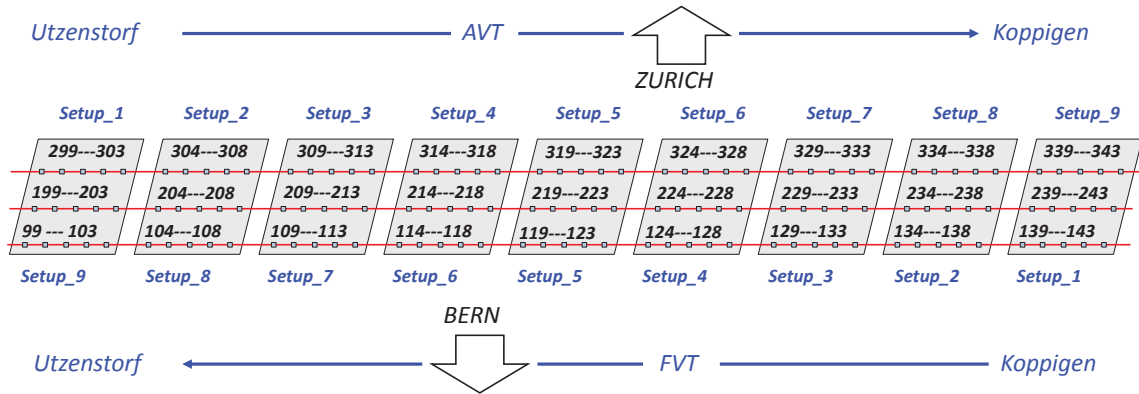 Utzenstorf AVT Koppigen
ZURICH
Setup_1 Setup_2 Setup_3 Setup_4 Setup_5 Setup_6 Setup_7 Setup_8 Setup_9
299---303 304---308 309---313 314---318 319---323 324---328 329---333 334---338 339---343
199---203 204---208 209---213 214---218 219---223 224---228 229---233 234---238 239---243
99 --- 103 104---108 109---113 114---118 119---123 124---128 129---133 134---138 139---143
Setup_9 Setup_8 Setup_7 Setup_6 Setup_5 Setup_4 Setup_3 Setup_2 Setup_1
BERN
Utzenstorf FVT Koppigen